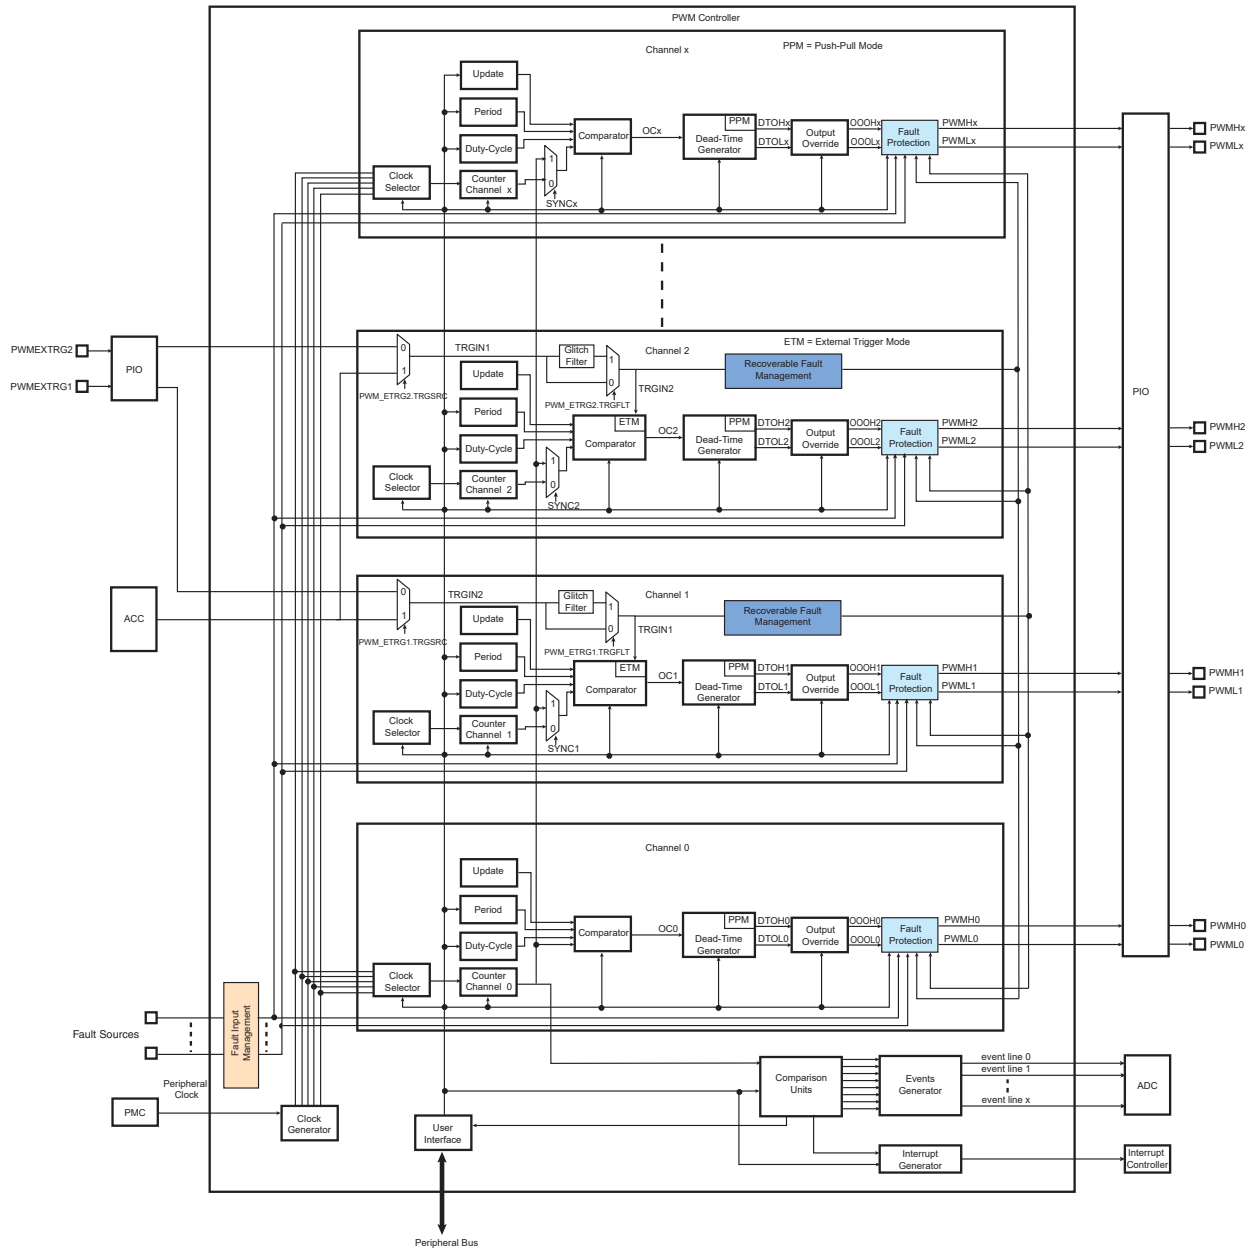 PWM Controller
Channel x
PPM = Push-Pull Mode
Update
Period
Duty-Cycle
Clock
Selector
Counter
Channel x
1
0
SYNCx
Comparator
OCx
PPM
Dead-Time
Generator
DTOHx
DTOLx
Output
Override
OOOHx
OOOLx
Fault
Protection
PWMHx
PWMLx
PWMHx
PWMLx
PWMEXTRG2
PWMEXTRG1
PIO
0
1
PWM_ETRG2.TRGSRC
TRGIN1
Glitch
Filter
1
0
PWM_ETRG2.TRGFLT
Channel 2
ETM = External Trigger Mode
Recoverable Fault
Management
TRGIN2
Update
Period
Duty-Cycle
Clock
Selector
Counter
Channel 2
1
0
SYNC2
ETM
Comparator
OC2
PPM
Dead-Time
Generator
DTOH2
DTOL2
Output
Override
OOOH2
OOOL2
Fault
Protection
PWMH2
PWML2
PIO
PWMH2
PWML2
ACC
0
1
PWM_ETRG1.TRGSRC
TRGIN2
Glitch
Filter
1
0
PWM_ETRG1.TRGFLT
Channel 1
Recoverable Fault
Management
TRGIN1
Update
Period
Duty-Cycle
Clock
Selector
Counter
Channel 1
1
0
SYNC1
ETM
Comparator
OC1
PPM
Dead-Time
Generator
DTOH1
DTOL1
Output
Override
OOOH1
OOOL1
Fault
Protection
PWMH1
PWML1
PWMH1
PWML1
Channel 0
Update
Period
Duty-Cycle
Clock
Selector
Counter
Channel 0
Comparator
OC0
PPM
Dead-Time
Generator
DTOH0
DTOL0
Output
Override
OOOH0
OOOL0
Fault
Protection
PWMH0
PWML0
PWMH0
PWML0
Fault Sources
Fault Input
Management
Peripheral
Clock
PMC
Clock
Generator
User
Interface
Comparison
Units
Events
Generator
event line 0
event line 1
event line x
ADC
Interrupt
Generator
Interrupt
Controller
Peripheral Bus